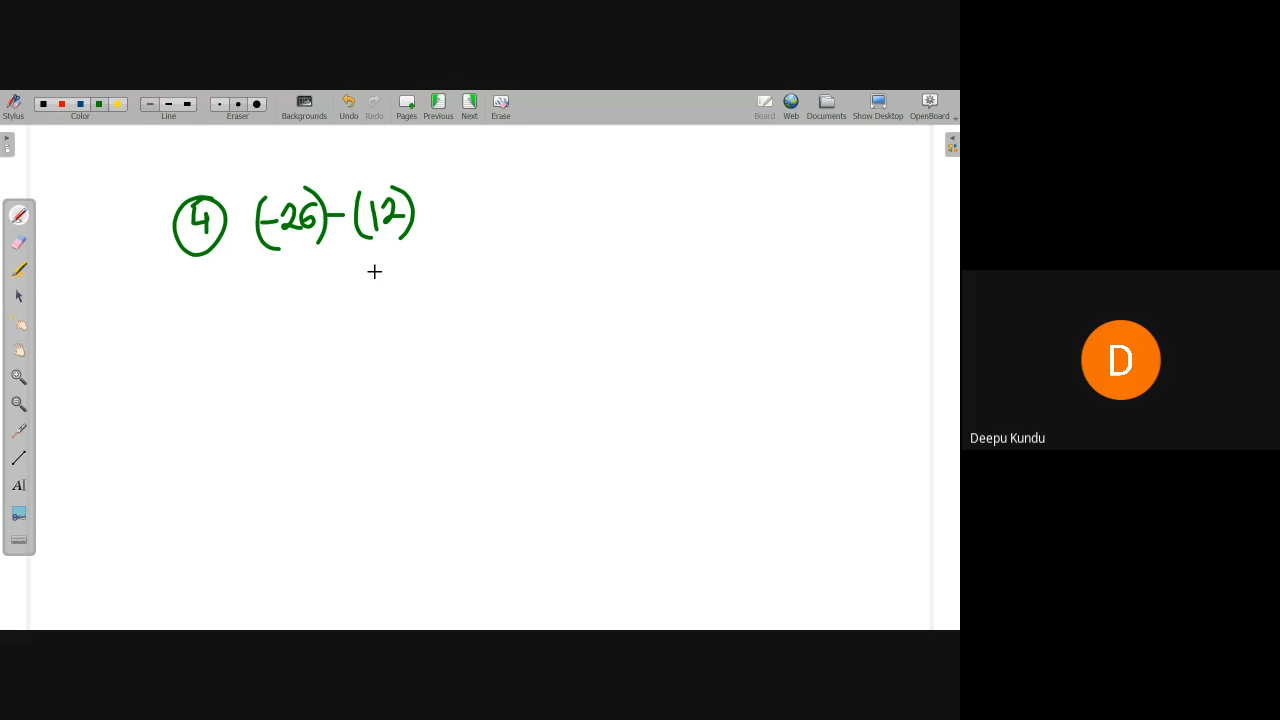 Stylus Color Line Eraser Backgrounds Undo Redo Pages Previous Next Erase Board Web Documents Show Desktop OpenBoard
④ (-26)-(12)
D
Deepu Kundu